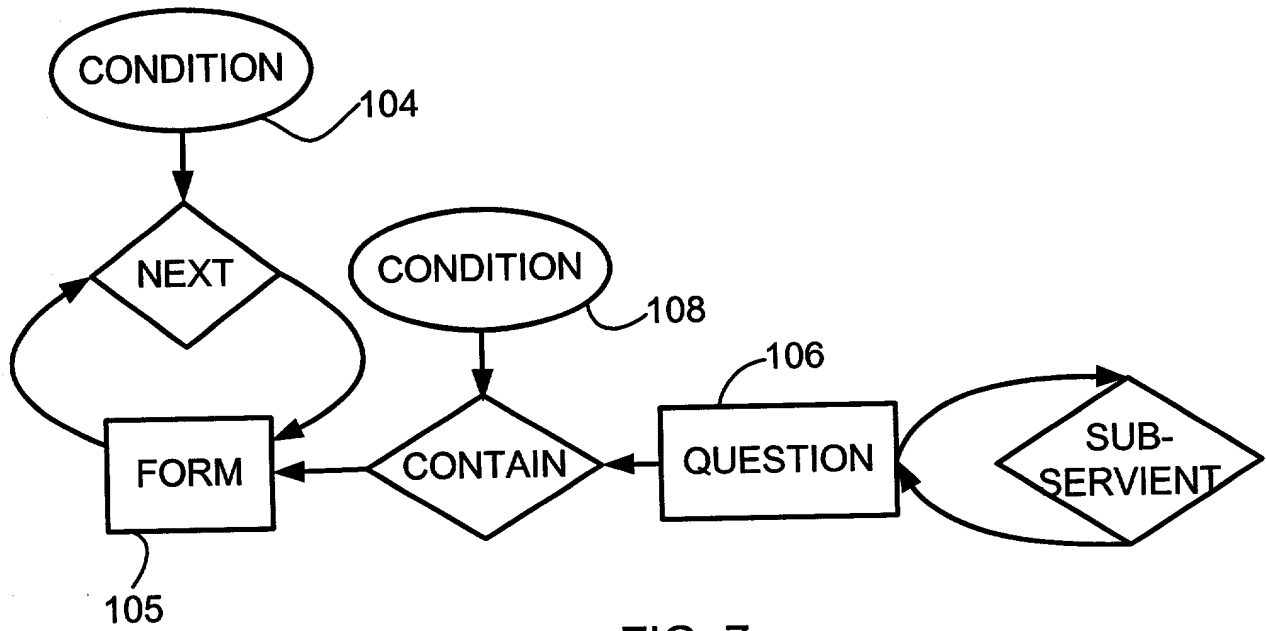 CONDITION
104
NEXT
CONDITION
108
106
FORM
CONTAIN
QUESTION
SUB-
SERVIENT
105